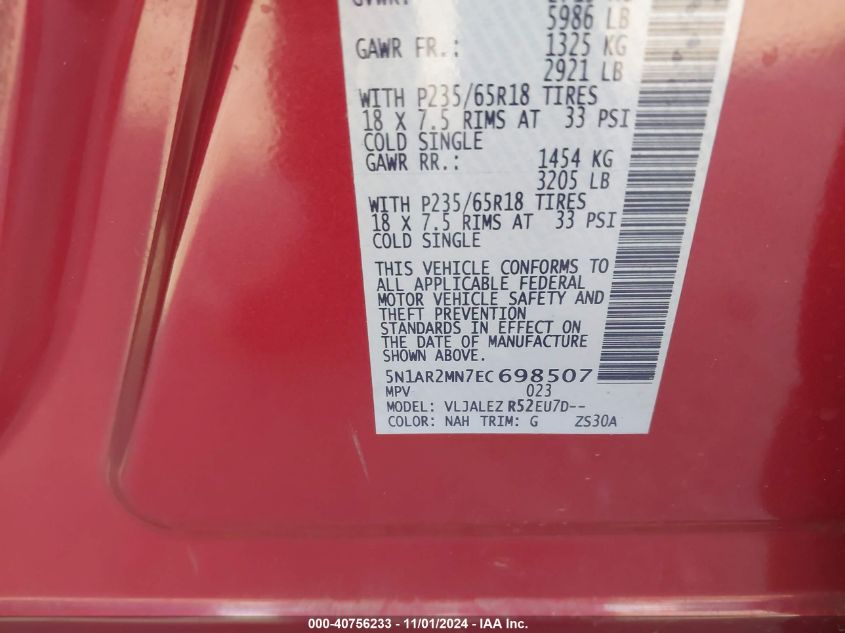 5986 LB
GAWR FR.: 1325 KG
2921 LB
WITH P235/65R18 TIRES
18 X 7.5 RIMS AT 33 PSI
COLD SINGLE
GAWR RR.: 1454 KG
3205 LB
WITH P235/65R18 TIRES
18 X 7.5 RIMS AT 33 PSI
COLD SINGLE
THIS VEHICLE CONFORMS TO
ALL APPLICABLE FEDERAL
MOTOR VEHICLE SAFETY AND
THEFT PREVENTION
STANDARDS IN EFFECT ON
THE DATE OF MANUFACTURE
SHOWN ABOVE.
5N1AR2MN7EC698507
MPV 023
MODEL: VLJALEZ R52EU7D--
COLOR: NAH TRIM: G ZS30A
000-40756233 - 11/01/2024 - IAA Inc.